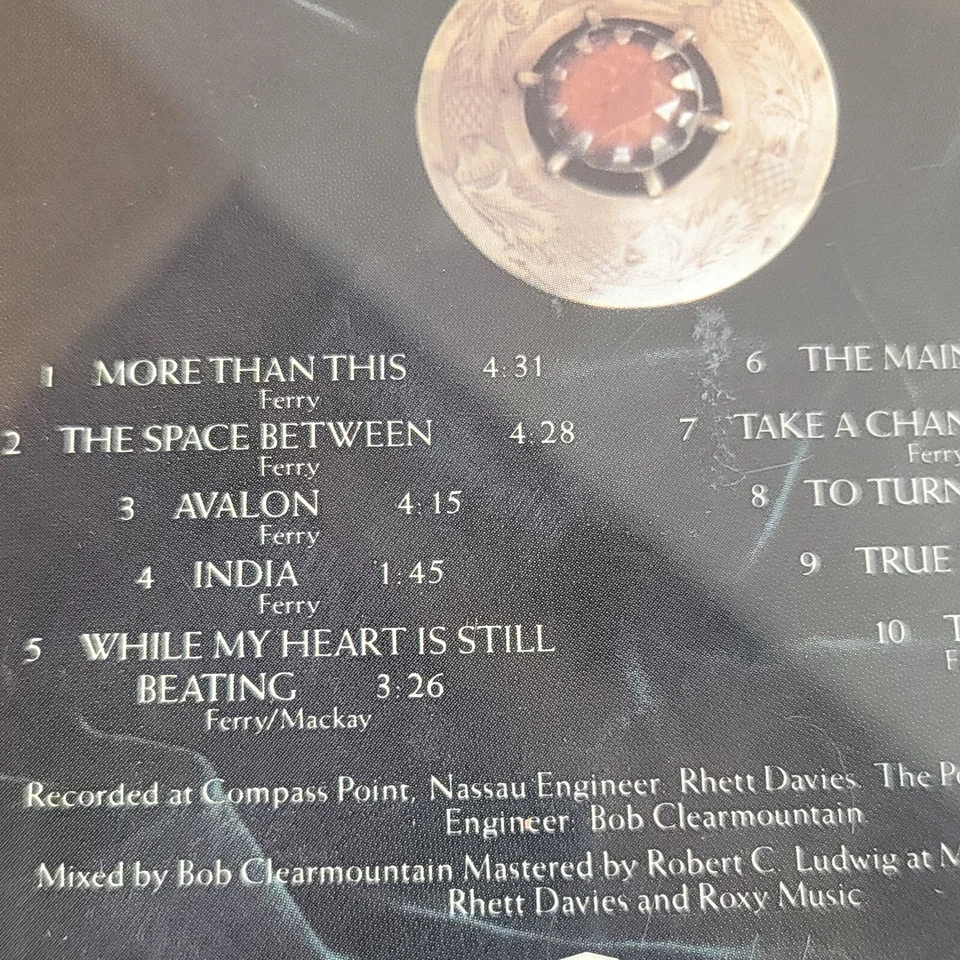 1 MORE THAN THIS 4:31
Ferry
2 THE SPACE BETWEEN 4:28
Ferry
3 AVALON 4:15
Ferry
4 INDIA 1:45
Ferry
5 WHILE MY HEART IS STILL
BEATING 3:26
Ferry/Mackay
6 THE MAIN
7 TAKE A CHAN
Ferry
8 TO TURN
9 TRUE
10 T
F
Recorded at Compass Point, Nassau Engineer: Rhett Davies. The Po
Engineer: Bob Clearmountain
Mixed by Bob Clearmountain Mastered by Robert C. Ludwig at M
Rhett Davies and Roxy Music